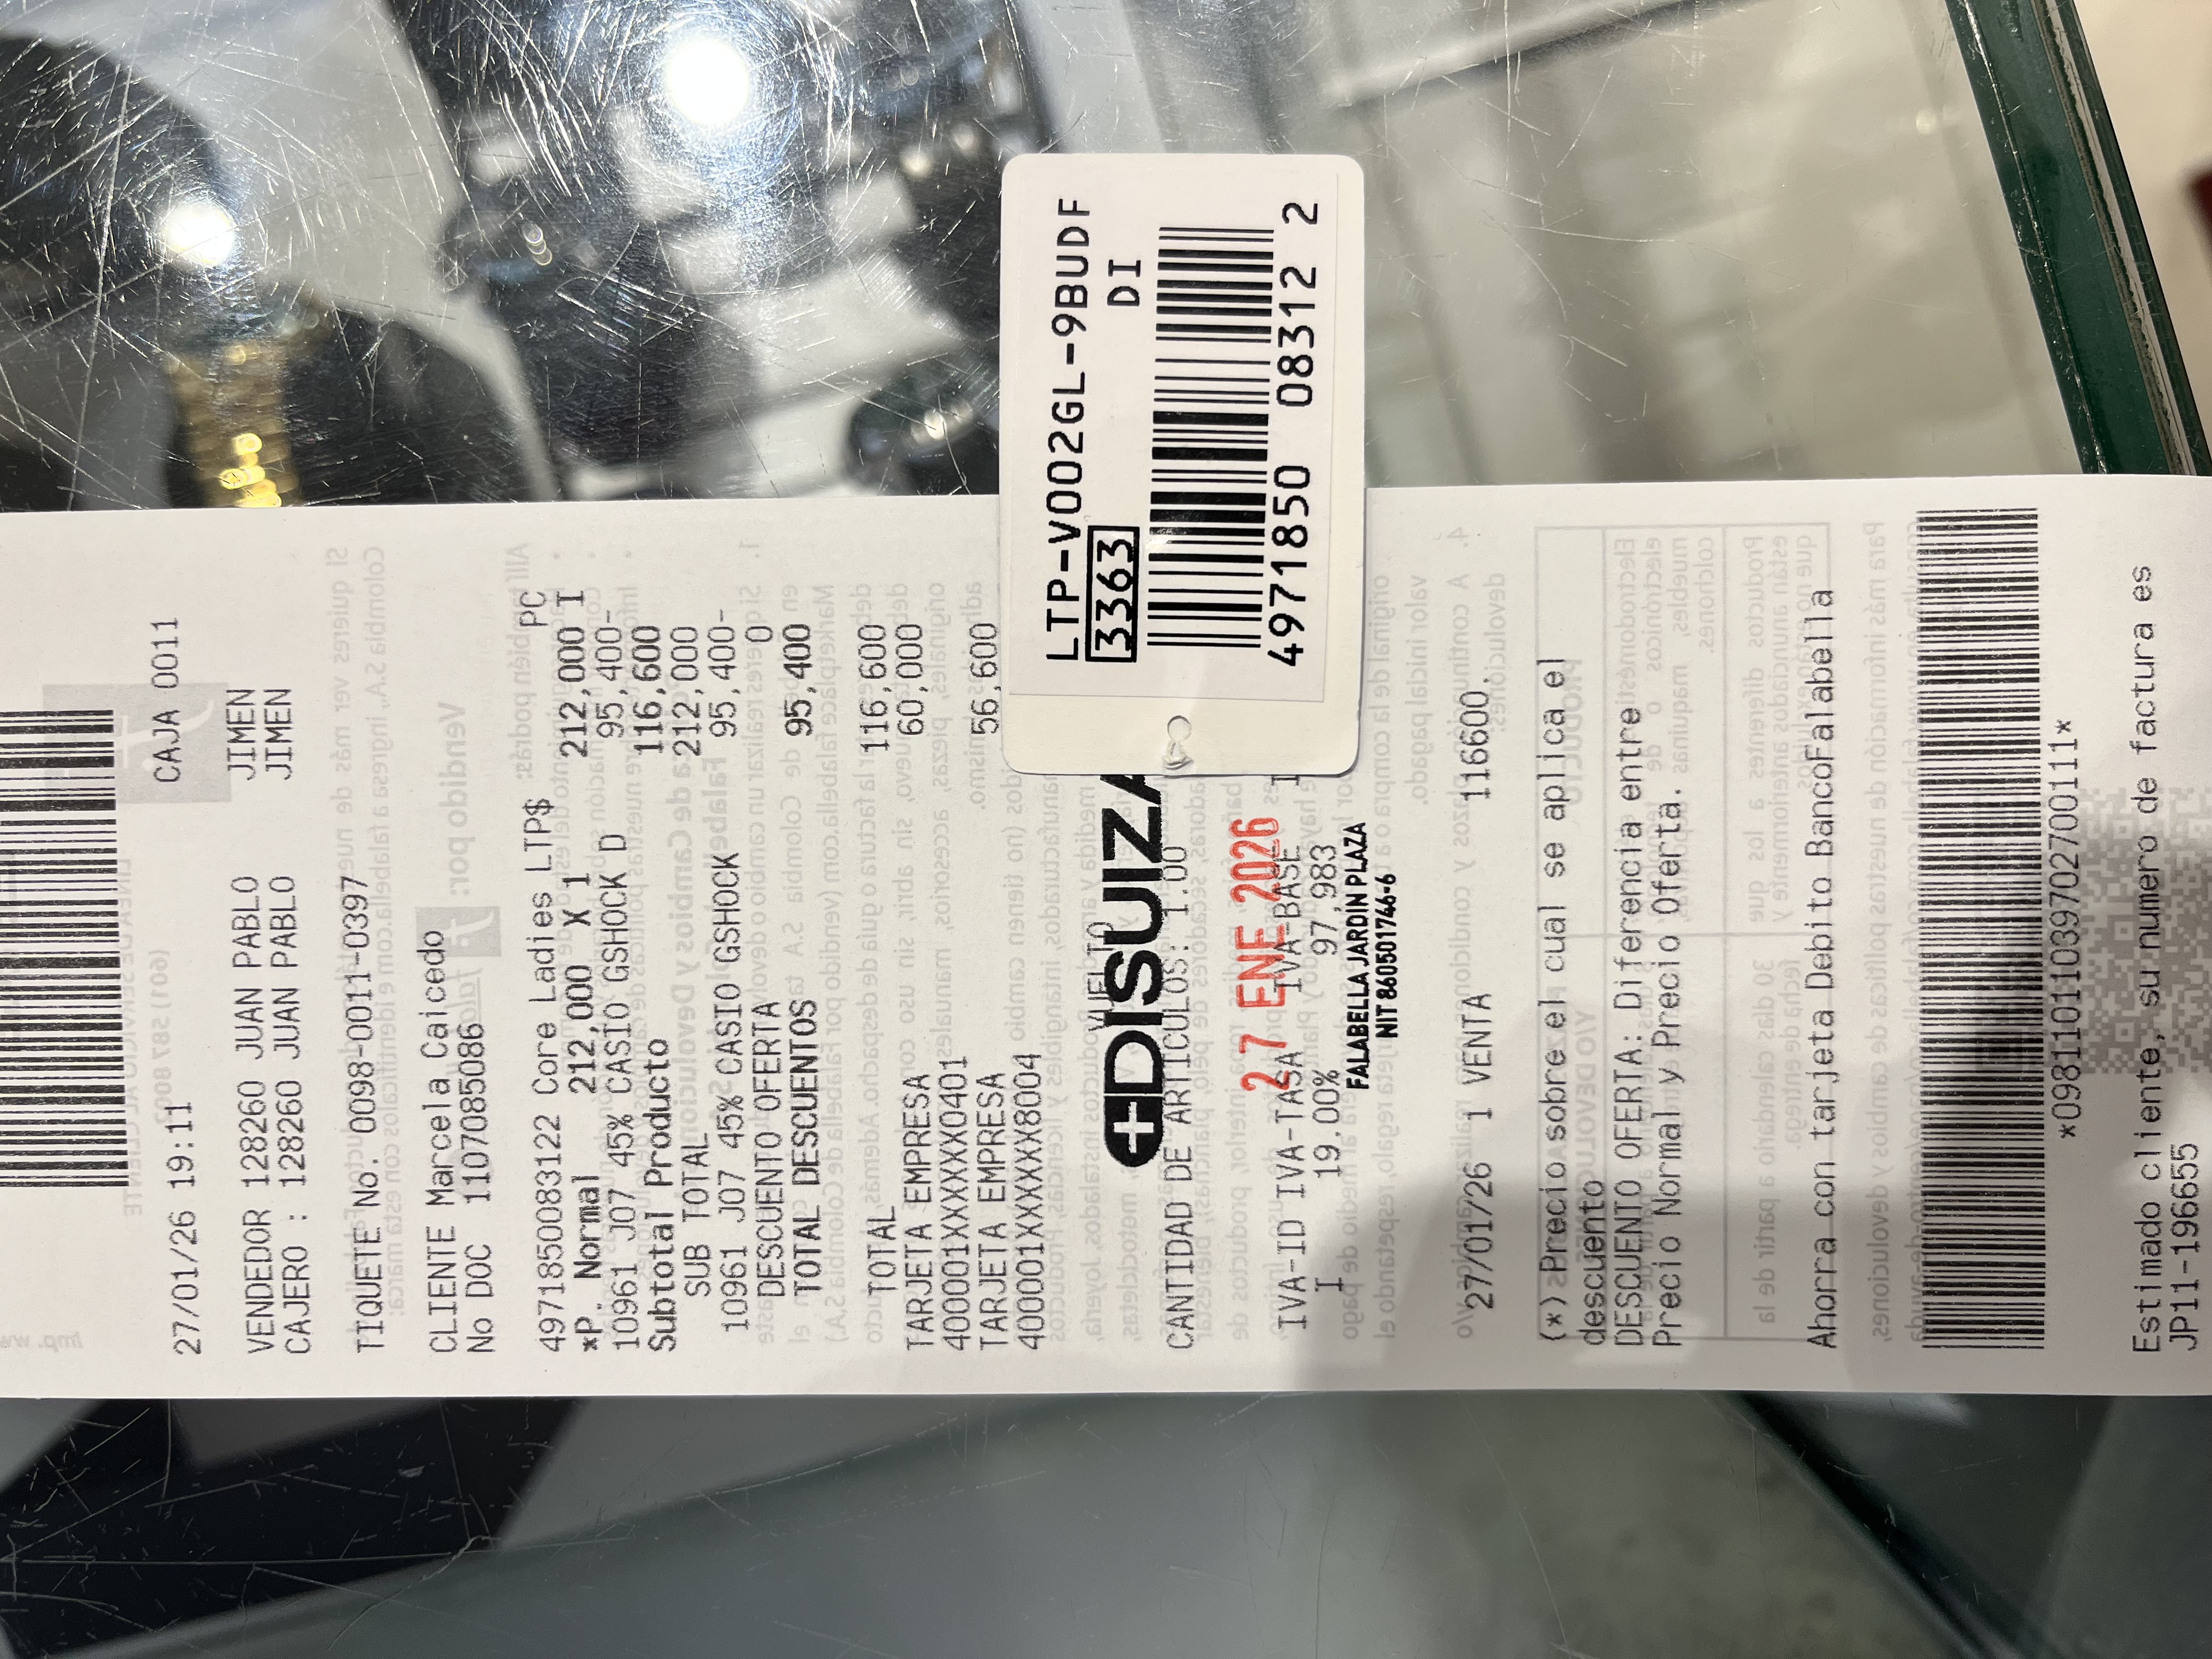 27/01/26 19:11 CAJA 0011
VENDEDOR 128260 JUAN PABLO JIMEN
CAJERO : 128260 JUAN PABLO JIMEN
TIQUETE No. 0098-0011-0397
CLIENTE Marcela Caicedo
No DOC 1107085086
4971850083122 Core Ladies LTP$ PC
*P. Normal 212,000 X 1 212,000 I
10961 J07 45% CASIO GSHOCK D 95,400-
Subtotal Producto 116,600
SUB TOTAL 212,000
10961 J07 45% CASIO GSHOCK 95,400-
DESCUENTO OFERTA 0
TOTAL DESCUENTOS 95,400
TOTAL 116,600
TARJETA EMPRESA 60,000
400001XXXXXX0401
TARJETA EMPRESA 56,600
400001XXXXXX8004
VUELTO
DISUIZA
CANTIDAD DE ARTICULOS: 1.00
27 ENE 2026
IVA-ID IVA-TASA IVA-BASE
I 19.00% 97,983
FALABELLA JARDIN PLAZA
NIT 860501746-6
27/01/26 1 VENTA 116600.
(*) Precio sobre el cual se aplica el
descuento
DESCUENTO OFERTA: Diferencia entre
Precio Normal y Precio Oferta.
Ahorra con tarjeta Debito BancoFalabella
*09811011039702700111*
Estimado cliente, su numero de factura es
JP11-196655
LTP-V002GL-9BUDF
3363 DI
4971850 08312 2